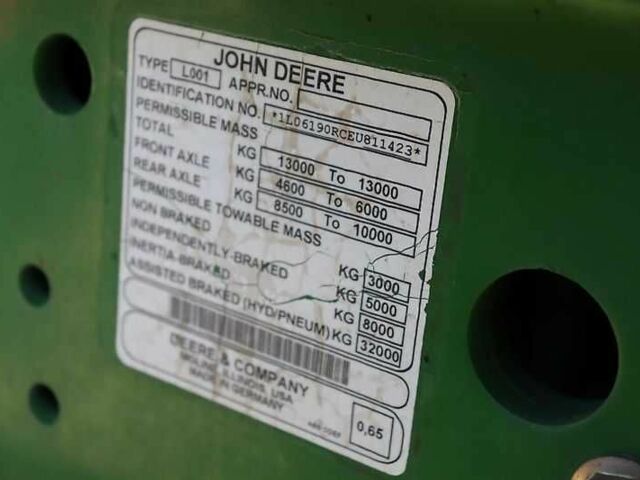 JOHN DEERE
TYPE L001 APPR.NO.
IDENTIFICATION NO. *1L06190RCEU811423*
PERMISSIBLE MASS
TOTAL KG 13000 To 13000
FRONT AXLE KG 4600 To 6000
REAR AXLE KG 8500 To 10000
PERMISSIBLE TOWABLE MASS
NON BRAKED KG 3000
INDEPENDENTLY-BRAKED KG 5000
INERTIA-BRAKED KG 8000
ASSISTED BRAKED (HYD/PNEUM) KG 32000
DEERE & COMPANY
MOLINE ILLINOIS, USA
MADE IN GERMANY
0,65